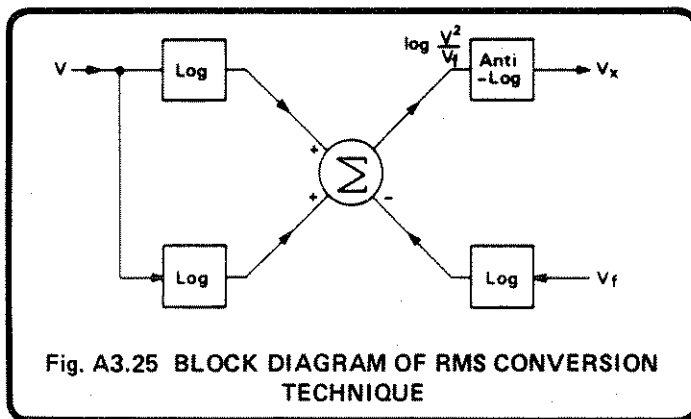 log V²/Vf
V
Log
Anti
-Log
Vx
+
Σ
+
-
Log
Log
Vf
Fig. A3.25 BLOCK DIAGRAM OF RMS CONVERSION
TECHNIQUE